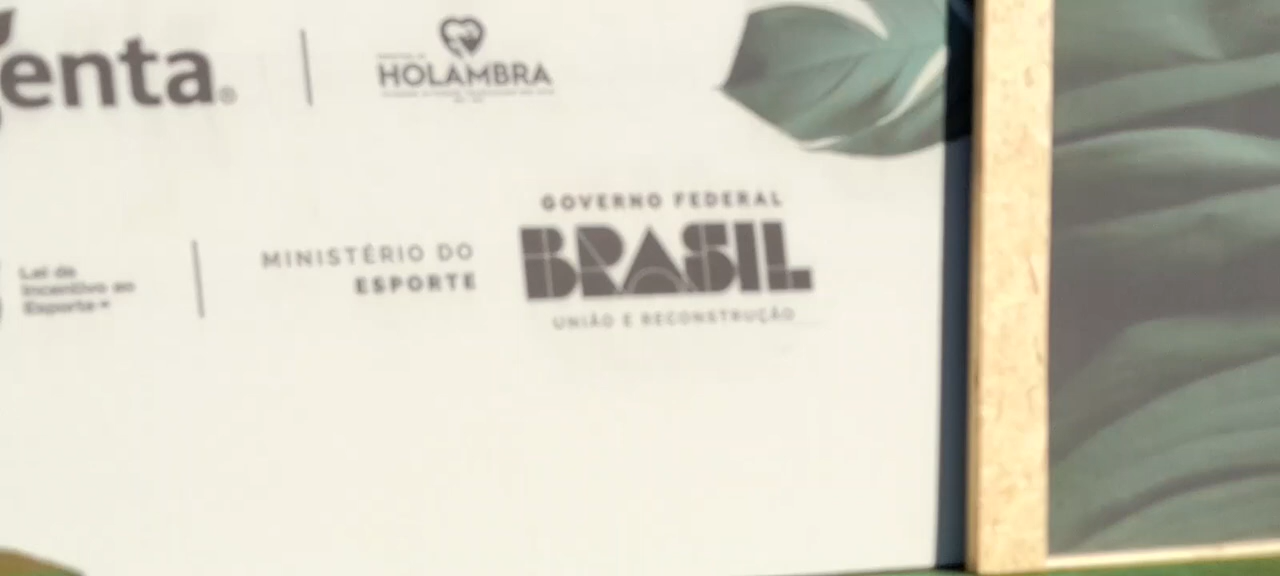 enta®
HOLAMBRA
Lei de
Incentivo ao
Esporte
MINISTÉRIO DO
ESPORTE
GOVERNO FEDERAL
BRASIL
UNIÃO E RECONSTRUÇÃO